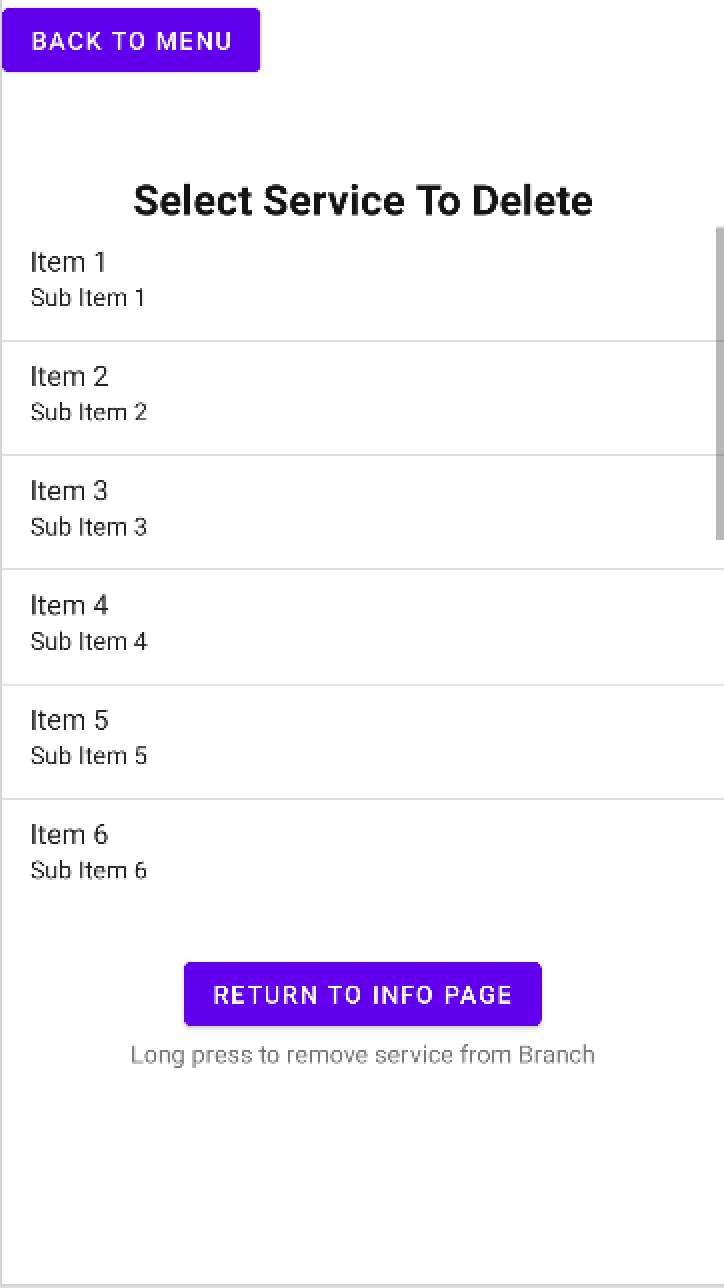 BACK TO MENU
Select Service To Delete
Item 1
Sub Item 1
Item 2
Sub Item 2
Item 3
Sub Item 3
Item 4
Sub Item 4
Item 5
Sub Item 5
Item 6
Sub Item 6
RETURN TO INFO PAGE
Long press to remove service from Branch